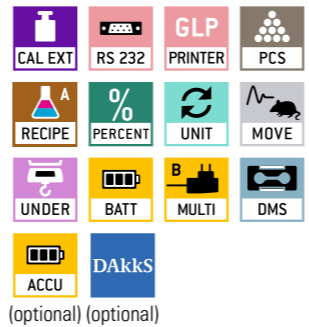 GLP
CAL EXT RS 232 PRINTER PCS
A
RECIPE
%
PERCENT UNIT MOVE
B
UNDER BATT MULTI DMS
DAkkS
ACCU
(optional) (optional)